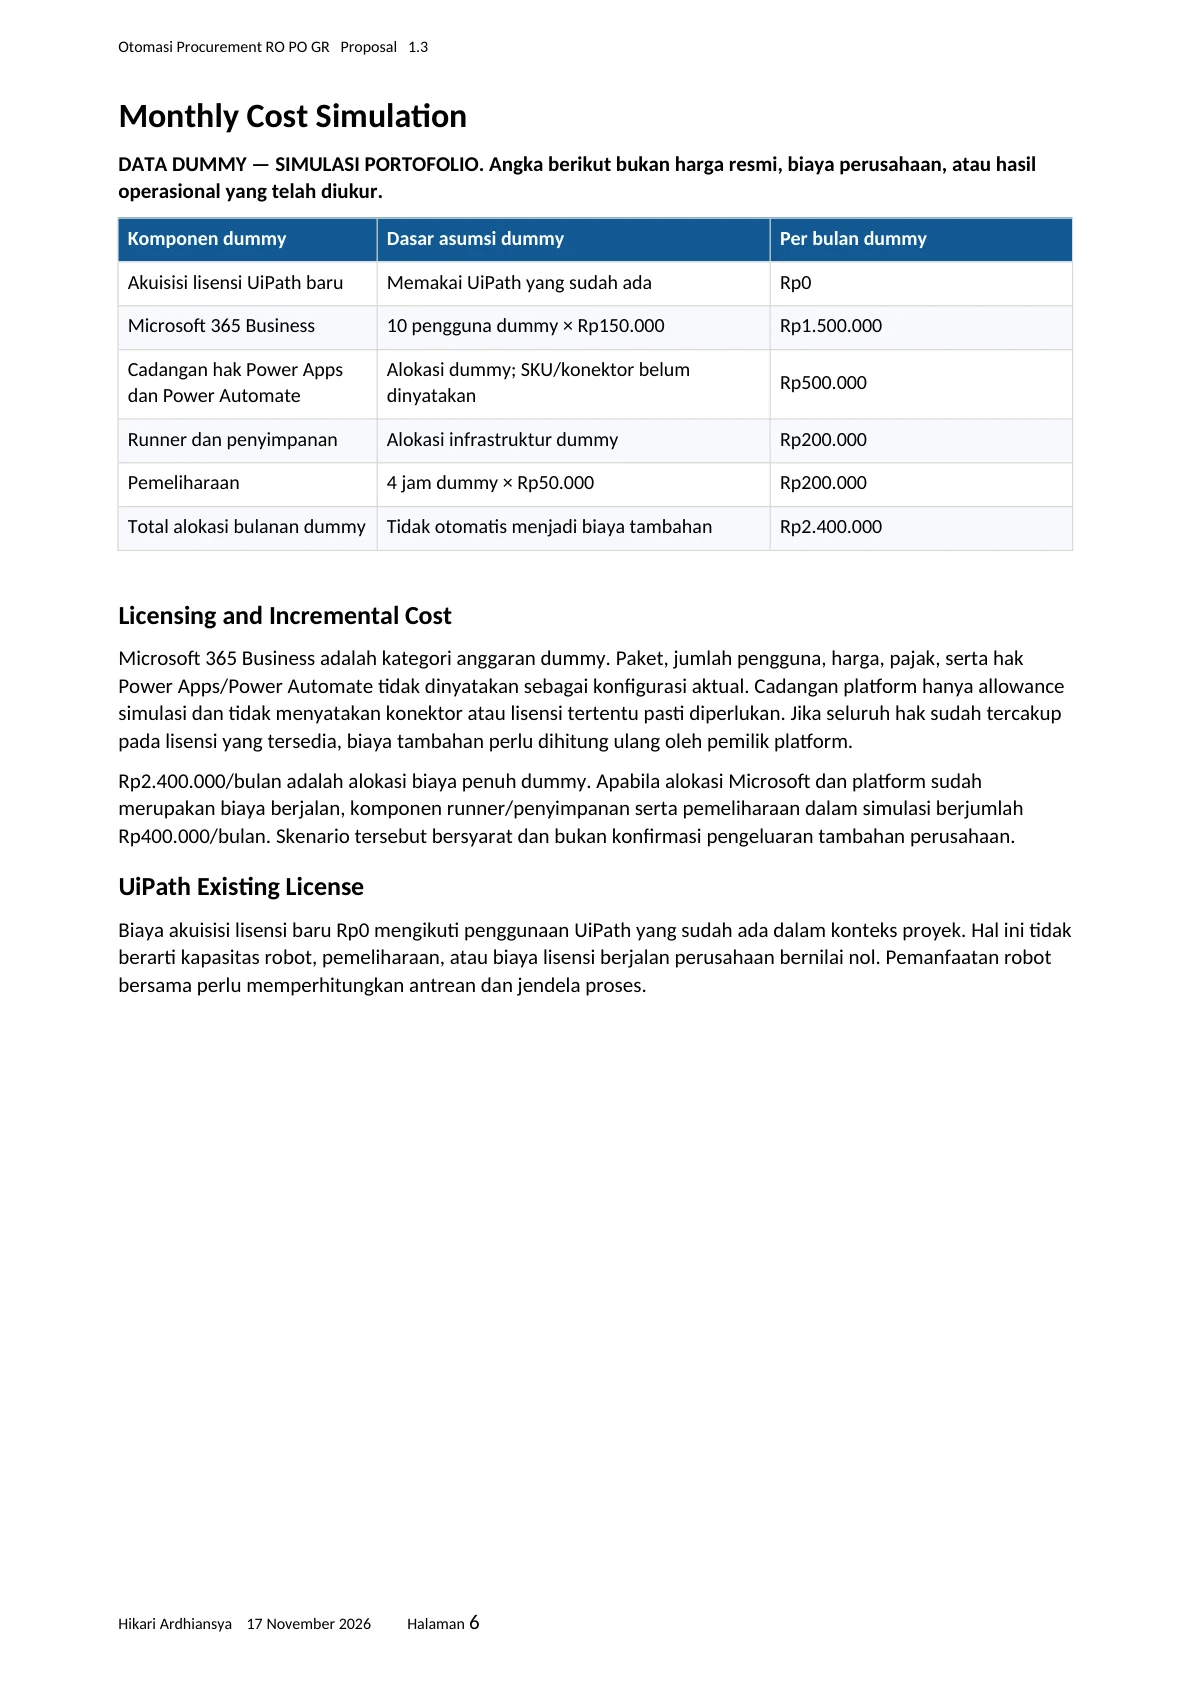 Otomasi Procurement RO PO GR Proposal 1.3
Monthly Cost Simulation
DATA DUMMY — SIMULASI PORTOFOLIO. Angka berikut bukan harga resmi, biaya perusahaan, atau hasil
operasional yang telah diukur.
Komponen dummy Dasar asumsi dummy Per bulan dummy
Akuisisi lisensi UiPath baru Memakai UiPath yang sudah ada Rp0
Microsoft 365 Business 10 pengguna dummy × Rp150.000 Rp1.500.000
Cadangan hak Power Apps
dan Power Automate
Alokasi dummy; SKU/konektor belum
dinyatakan
Rp500.000
Runner dan penyimpanan Alokasi infrastruktur dummy Rp200.000
Pemeliharaan 4 jam dummy × Rp50.000 Rp200.000
Total alokasi bulanan dummy Tidak otomatis menjadi biaya tambahan Rp2.400.000
Licensing and Incremental Cost
Microsoft 365 Business adalah kategori anggaran dummy. Paket, jumlah pengguna, harga, pajak, serta hak
Power Apps/Power Automate tidak dinyatakan sebagai konfigurasi aktual. Cadangan platform hanya allowance
simulasi dan tidak menyatakan konektor atau lisensi tertentu pasti diperlukan. Jika seluruh hak sudah tercakup
pada lisensi yang tersedia, biaya tambahan perlu dihitung ulang oleh pemilik platform.
Rp2.400.000/bulan adalah alokasi biaya penuh dummy. Apabila alokasi Microsoft dan platform sudah
merupakan biaya berjalan, komponen runner/penyimpanan serta pemeliharaan dalam simulasi berjumlah
Rp400.000/bulan. Skenario tersebut bersyarat dan bukan konfirmasi pengeluaran tambahan perusahaan.
UiPath Existing License
Biaya akuisisi lisensi baru Rp0 mengikuti penggunaan UiPath yang sudah ada dalam konteks proyek. Hal ini tidak
berarti kapasitas robot, pemeliharaan, atau biaya lisensi berjalan perusahaan bernilai nol. Pemanfaatan robot
bersama perlu memperhitungkan antrean dan jendela proses.
Hikari Ardhiansya 17 November 2026 Halaman 6